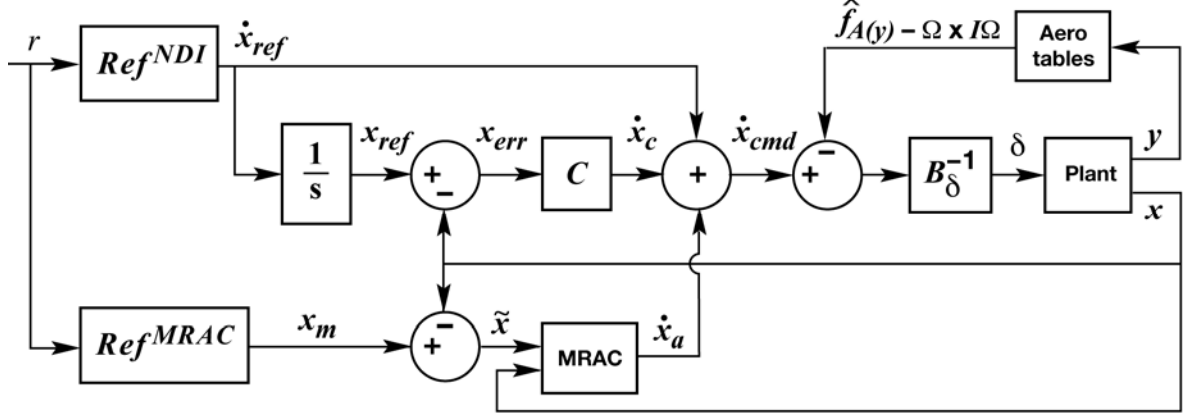 r
Ref^NDI
ẋ_ref
f̂_A(y) − Ω x IΩ
Aero
tables
1
s
x_ref
+
−
x_err
C
ẋ_c
+
ẋ_cmd
−
+
B_δ^−1
δ
Plant
y
x
Ref^MRAC
x_m
−
+
x̃
MRAC
ẋ_a